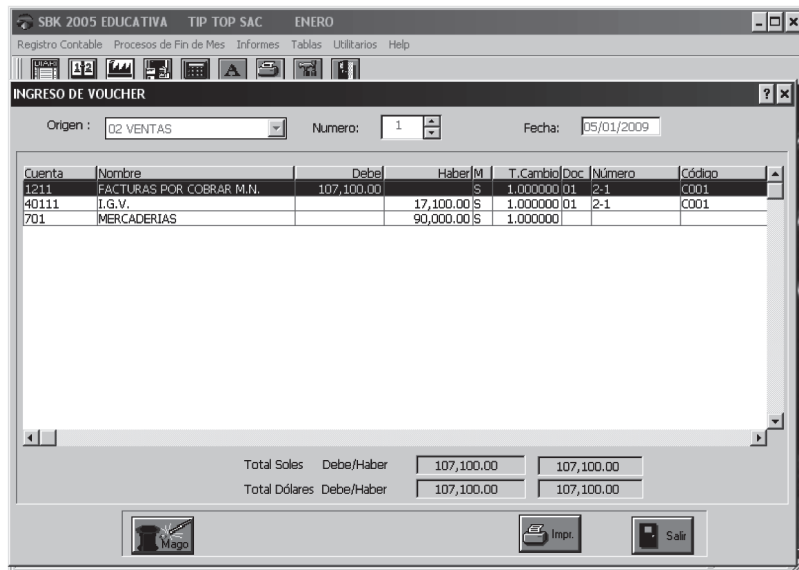 SBK 2005 EDUCATIVA TIP TOP SAC ENERO
Registro Contable Procesos de Fin de Mes Informes Tablas Utilitarios Help
INGRESO DE VOUCHER
Origen : 02 VENTAS Numero: 1 Fecha: 05/01/2009
Cuenta Nombre Debe Haber M T.Cambio Doc Número Código
1211 FACTURAS POR COBRAR M.N. 107,100.00 S 1.000000 01 2-1 C001
40111 I.G.V. 17,100.00 S 1.000000 01 2-1 C001
701 MERCADERIAS 90,000.00 S 1.000000
Total Soles Debe/Haber 107,100.00 107,100.00
Total Dólares Debe/Haber 107,100.00 107,100.00
Mago Impr. Salir